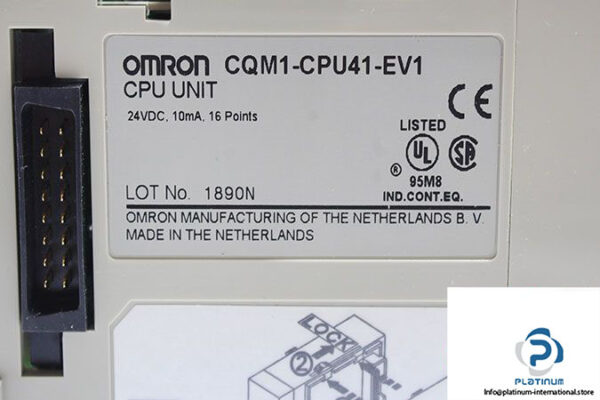 OMRON CQM1-CPU41-EV1
CPU UNIT
24VDC, 10mA, 16 Points
CE
LISTED
UL SA
® 95M8
IND.CONT.EQ.
LOT No. 1890N
OMRON MANUFACTURING OF THE NETHERLANDS B. V.
MADE IN THE NETHERLANDS
LOCK
2
PLATINUM
Info@platinum-international.store